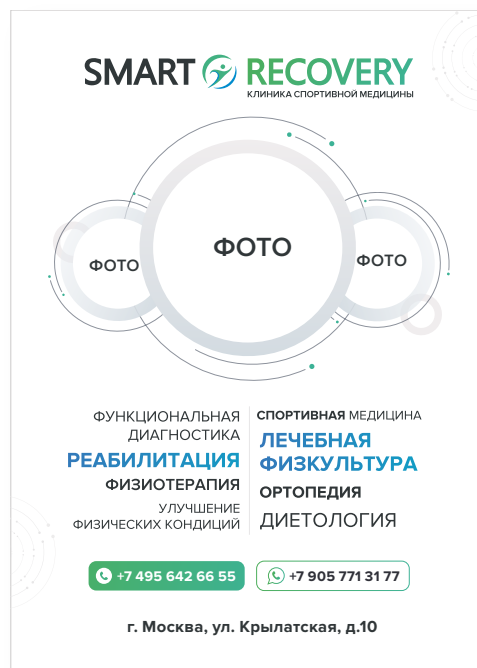 SMART RECOVERY
КЛИНИКА СПОРТИВНОЙ МЕДИЦИНЫ
ФОТО
ФОТО
ФОТО
ФУНКЦИОНАЛЬНАЯ
ДИАГНОСТИКА
РЕАБИЛИТАЦИЯ
ФИЗИОТЕРАПИЯ
УЛУЧШЕНИЕ
ФИЗИЧЕСКИХ КОНДИЦИЙ
СПОРТИВНАЯ МЕДИЦИНА
ЛЕЧЕБНАЯ
ФИЗКУЛЬТУРА
ОРТОПЕДИЯ
ДИЕТОЛОГИЯ
+7 495 642 66 55
+7 905 771 31 77
г. Москва, ул. Крылатская, д.10